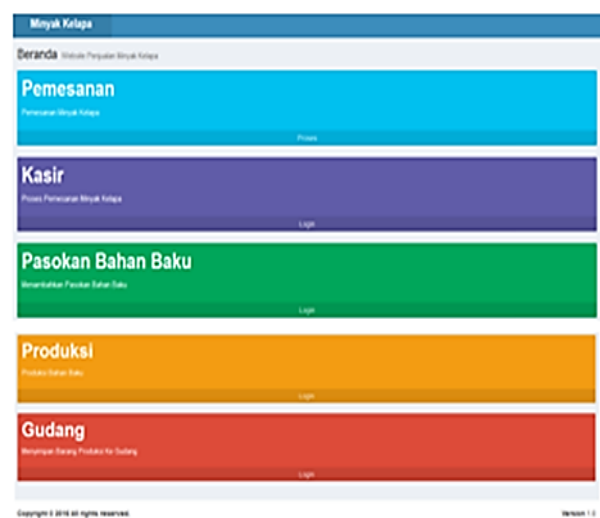 Minyak Kelapa
Beranda Website Penjualan Minyak Kelapa
Pemesanan
Pemesanan Minyak Kelapa
Proses
Kasir
Proses Pemesanan Minyak Kelapa
Login
Pasokan Bahan Baku
Menambahkan Pasokan Bahan Baku
Login
Produksi
Produksi Bahan Baku
Login
Gudang
Menyimpan Barang Produksi Ke Gudang
Login
Copyright © 2016 All rights reserved.
Version 1.0